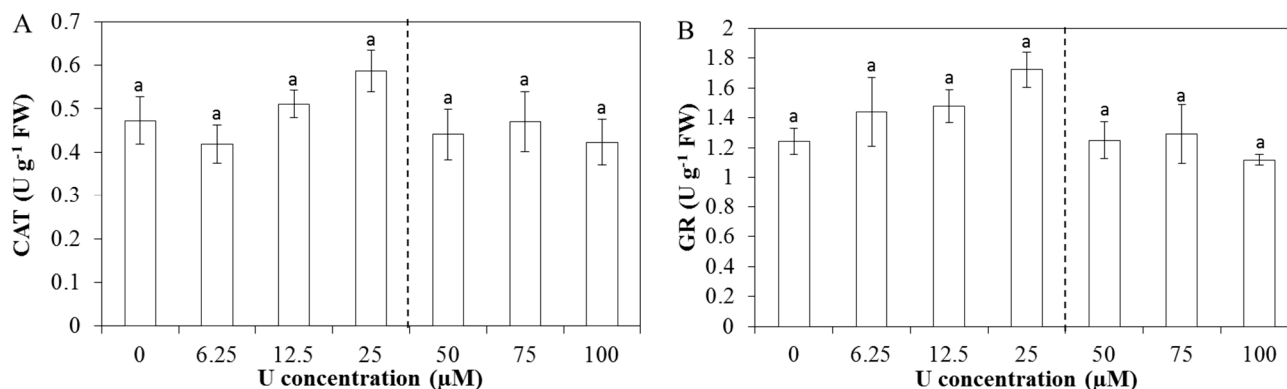 A
CAT (U g-1 FW)
0.7
0.6
0.5
0.4
0.3
0.2
0.1
0
a a a a a a a
0 6.25 12.5 25 50 75 100
U concentration (µM)
B
GR (U g-1 FW)
2
1.8
1.6
1.4
1.2
1
0.8
0.6
0.4
0.2
0
a a a a a a a
0 6.25 12.5 25 50 75 100
U concentration (µM)